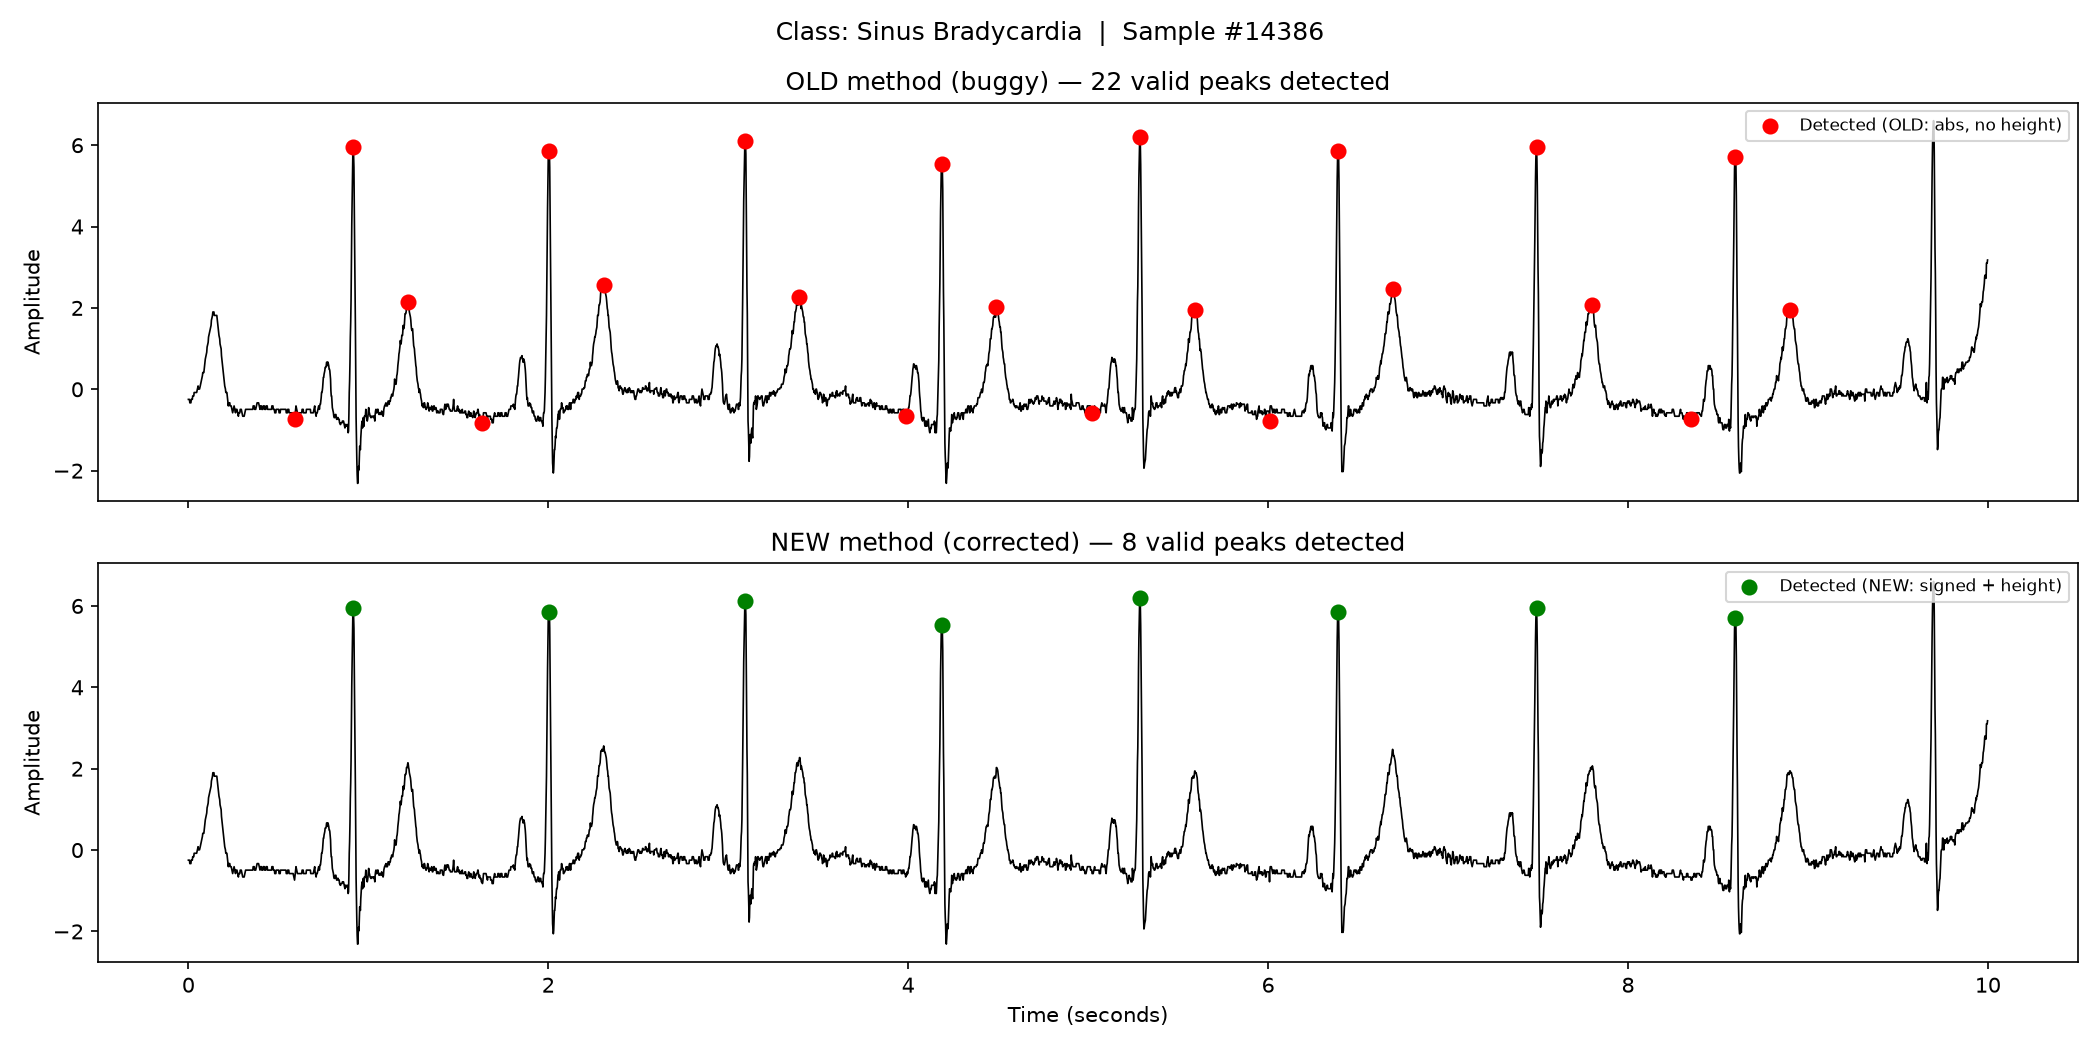 Class: Sinus Bradycardia  |  Sample #14386
OLD method (buggy) — 22 valid peaks detected
Detected (OLD: abs, no height)
Amplitude
6
4
2
0
−2
NEW method (corrected) — 8 valid peaks detected
Detected (NEW: signed + height)
Amplitude
6
4
2
0
−2
0 2 4 6 8 10
Time (seconds)